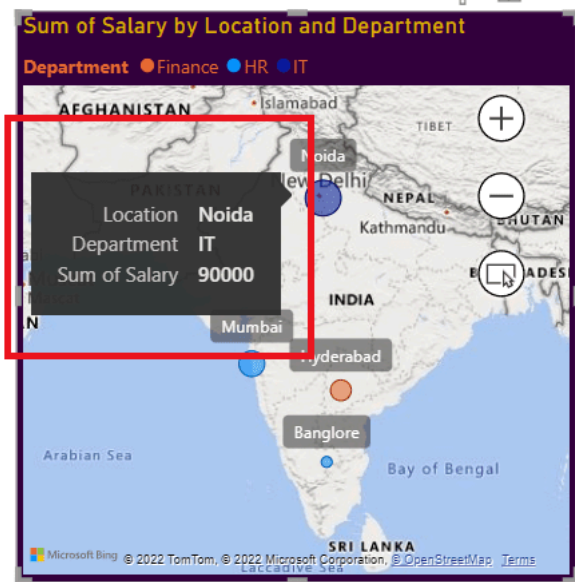 Sum of Salary by Location and Department
Department Finance HR IT
AFGHANISTAN
Islamabad
TIBET
Noida
New Delhi
PAKISTAN
NEPAL
BHUTAN
Kathmandu
Location Noida
Department IT
Sum of Salary 90000
INDIA
Mumbai
Hyderabad
Banglore
Arabian Sea
Bay of Bengal
SRI LANKA
Microsoft Bing © 2022 TomTom, © 2022 Microsoft Corporation, © OpenStreetMap Terms
Laccadive Sea